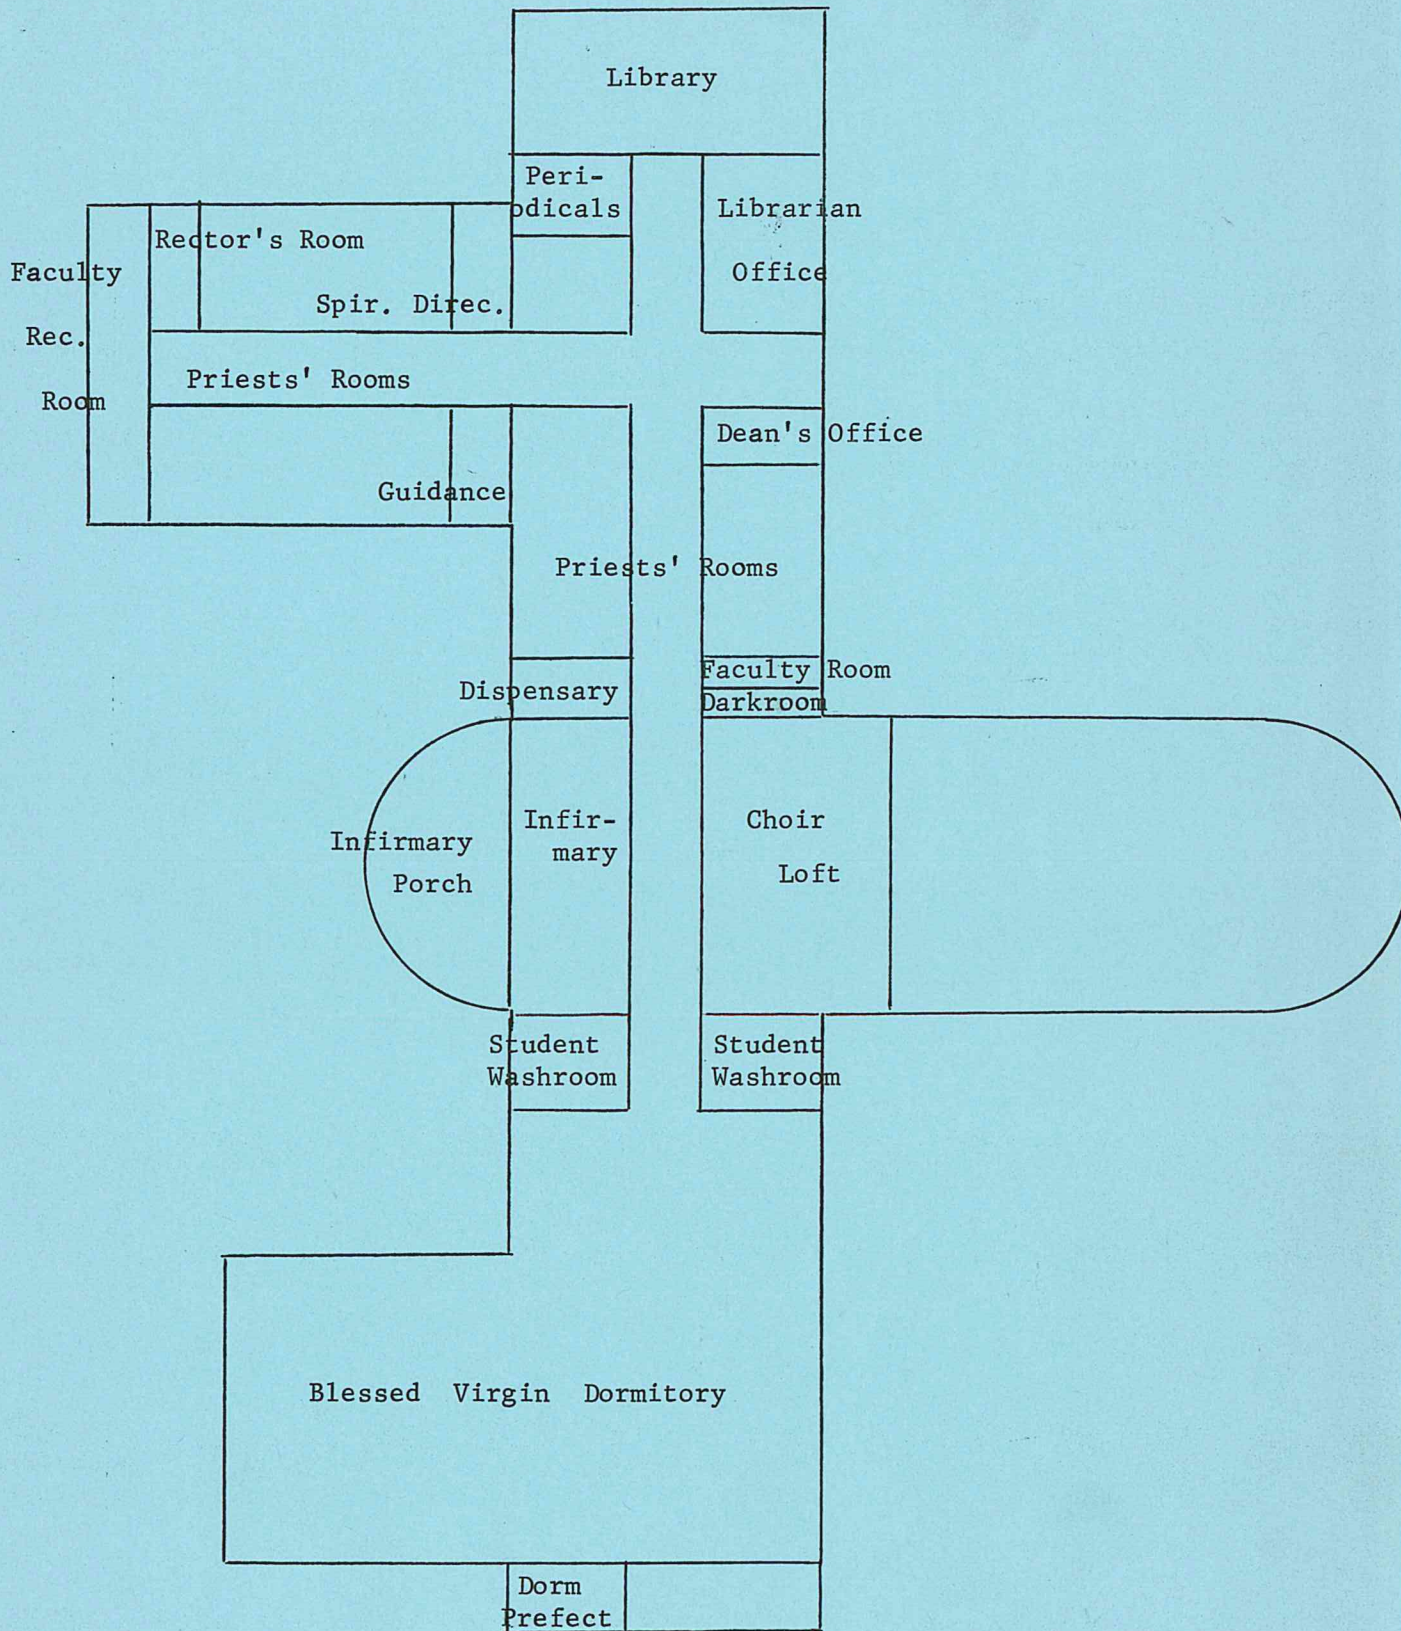 Library
Peri-
odicals
Librarian
Office
Rector's Room
Spir. Direc.
Faculty
Rec.
Room
Priests' Rooms
Dean's Office
Guidance
Priests' Rooms
Faculty Room
Dispensary
Darkroom
Infirmary
Porch
Infir-
mary
Choir
Loft
Student
Washroom
Student
Washroom
Blessed Virgin Dormitory
Dorm
Prefect